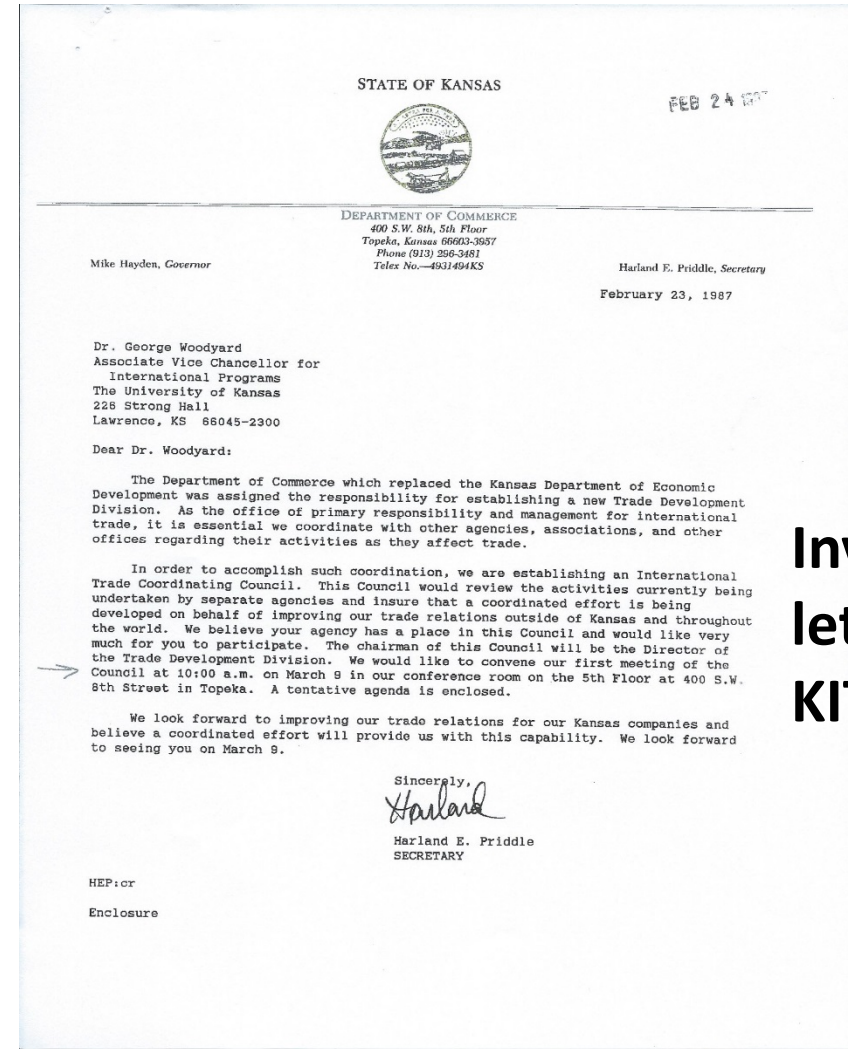 STATE OF KANSAS
FEB 24 1987
DEPARTMENT OF COMMERCE
400 S.W. 8th, 5th Floor
Topeka, Kansas 66603-3957
Phone (913) 296-3481
Telex No.—4931494KS
Mike Hayden, Governor
Harland E. Priddle, Secretary
February 23, 1987
Dr. George Woodyard
Associate Vice Chancellor for
International Programs
The University of Kansas
226 Strong Hall
Lawrence, KS 66045-2300
Dear Dr. Woodyard:
The Department of Commerce which replaced the Kansas Department of Economic
Development was assigned the responsibility for establishing a new Trade Development
Division. As the office of primary responsibility and management for international
trade, it is essential we coordinate with other agencies, associations, and other
offices regarding their activities as they affect trade.
In order to accomplish such coordination, we are establishing an International
Trade Coordinating Council. This Council would review the activities currently being
undertaken by separate agencies and insure that a coordinated effort is being
developed on behalf of improving our trade relations outside of Kansas and throughout
the world. We believe your agency has a place in this Council and would like very
much for you to participate. The chairman of this Council will be the Director of
the Trade Development Division. We would like to convene our first meeting of the
Council at 10:00 a.m. on March 9 in our conference room on the 5th Floor at 400 S.W.
8th Street in Topeka. A tentative agenda is enclosed.
We look forward to improving our trade relations for our Kansas companies and
believe a coordinated effort will provide us with this capability. We look forward
to seeing you on March 9.
Sincerely,
Harland
Harland E. Priddle
SECRETARY
HEP:cr
Enclosure
Inv
let
KI